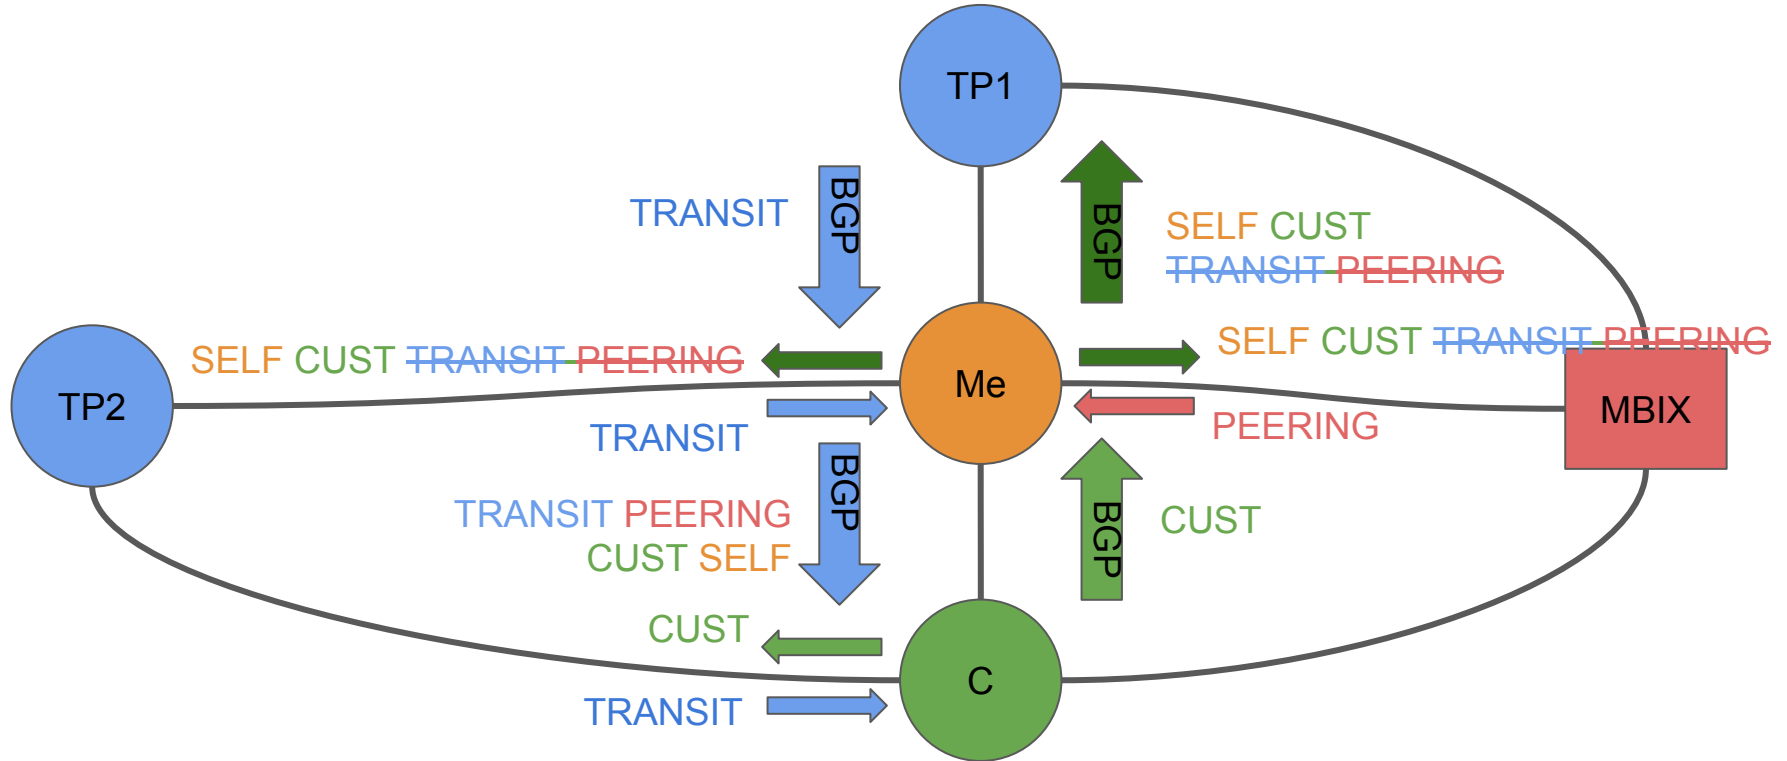 TP1
TRANSIT
BGP
BGP
SELF CUST
TRANSIT PEERING
SELF CUST TRANSIT PEERING
SELF CUST TRANSIT PEERING
TP2
Me
MBIX
TRANSIT
PEERING
BGP
BGP
TRANSIT PEERING
CUST SELF
CUST
CUST
C
TRANSIT